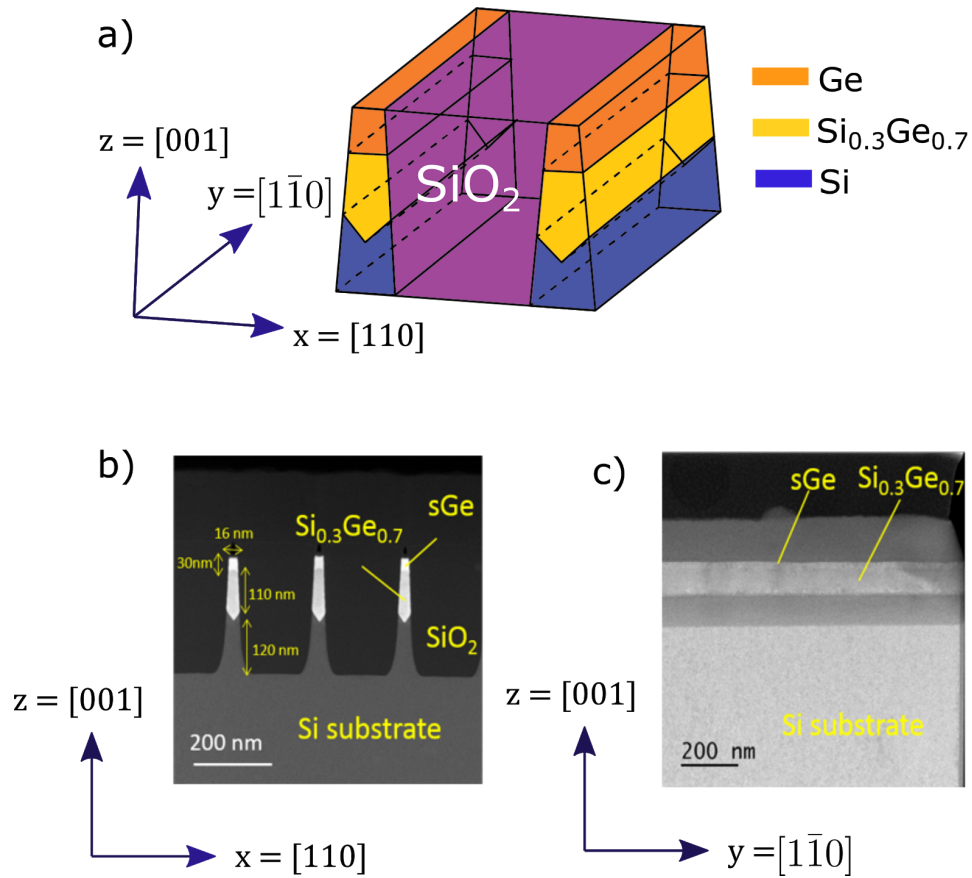 a)
Ge
Si₀.₃Ge₀.₇
Si
z = [001]
y = [11̅0]
x = [110]
SiO₂
b)
Si₀.₃Ge₀.₇
sGe
16 nm
30nm
110 nm
120 nm
SiO₂
Si substrate
200 nm
z = [001]
x = [110]
c)
sGe
Si₀.₃Ge₀.₇
Si substrate
200 nm
z = [001]
y =[11̅0]